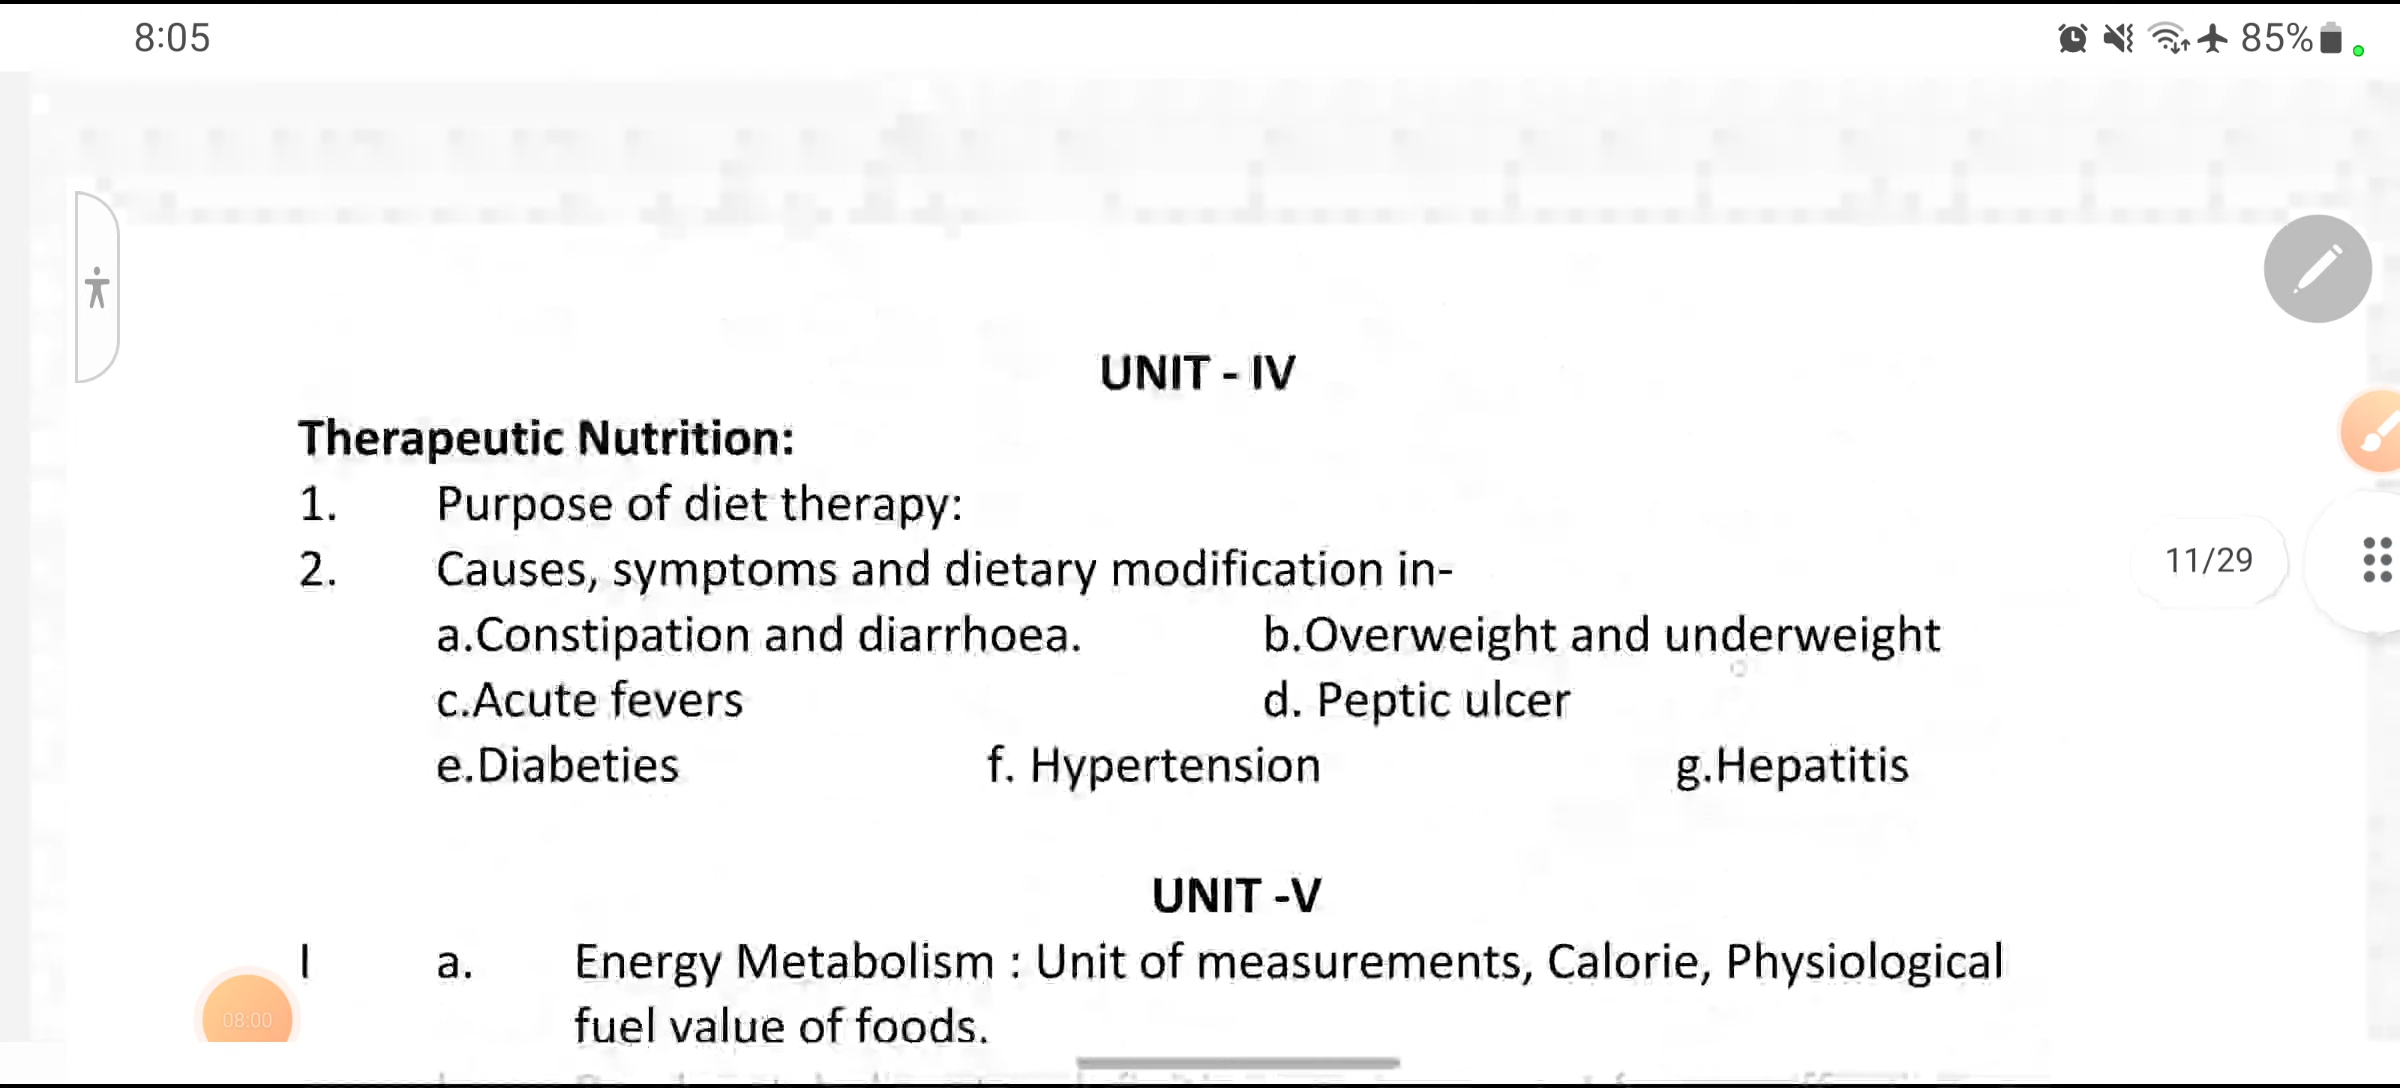 8:05
85%
UNIT - IV
Therapeutic Nutrition:
1. Purpose of diet therapy:
2. Causes, symptoms and dietary modification in-
11/29
a.Constipation and diarrhoea. b.Overweight and underweight
c.Acute fevers d. Peptic ulcer
e.Diabeties f. Hypertension g.Hepatitis
UNIT -V
I a. Energy Metabolism : Unit of measurements, Calorie, Physiological
fuel value of foods.
08:00